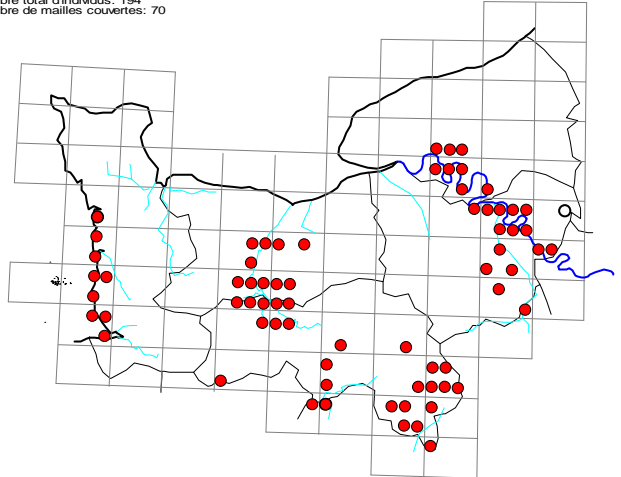 bre total d'individus: 194
bre de mailles couvertes: 70